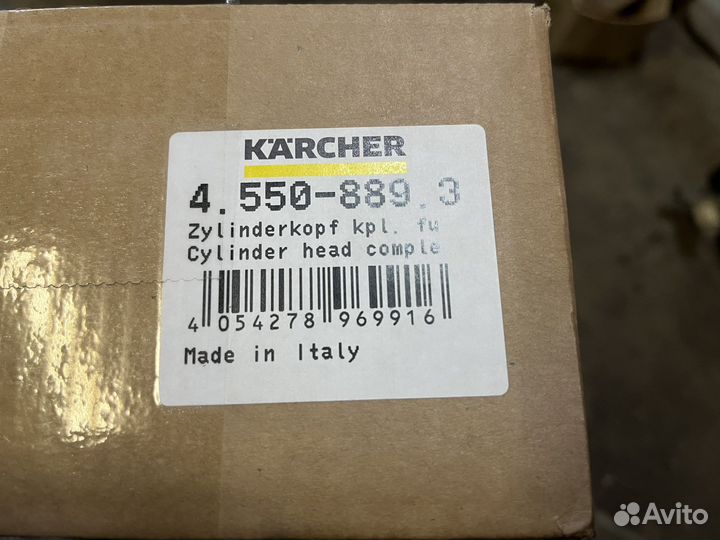 KÄRCHER
4.550-889.3
Zylinderkopf kpl. fu
Cylinder head comple
4 054278 969916
Made in Italy
Avito